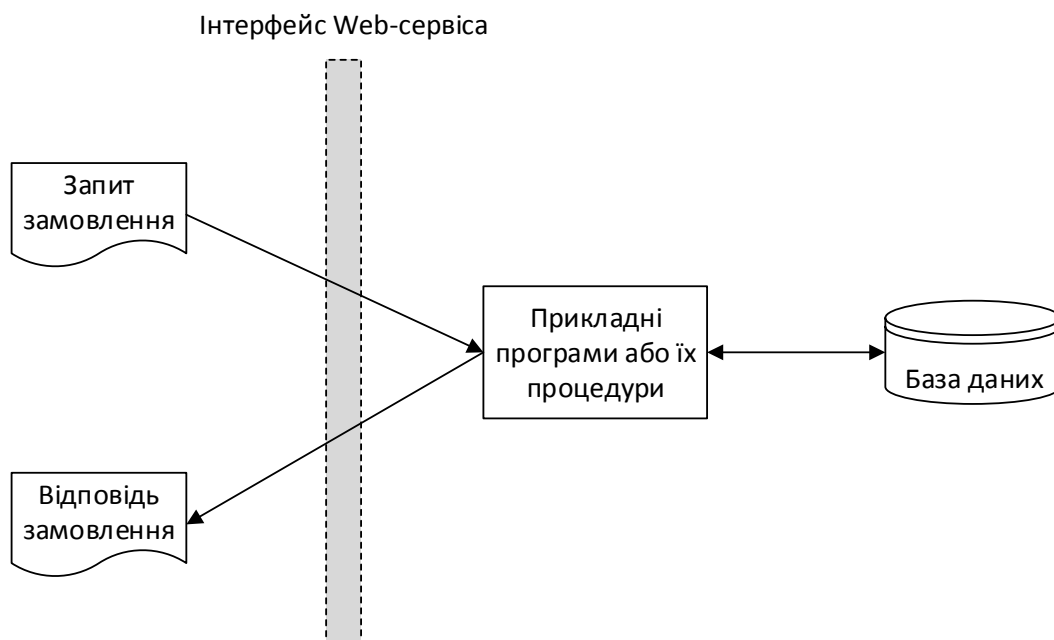 Інтерфейс Web-сервіса
Запит
замовлення
Прикладні
програми або їх
процедури
База даних
Відповідь
замовлення